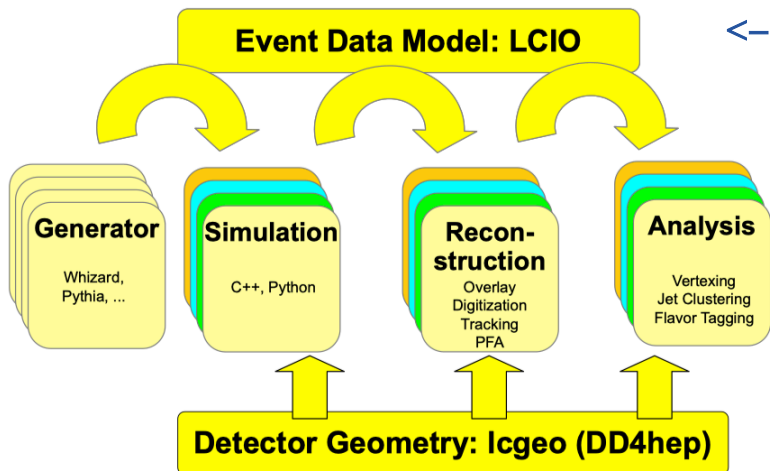 Event Data Model: LCIO
<–
Generator
Whizard,
Pythia, ...
Simulation
C++, Python
Recon-
struction
Overlay
Digitization
Tracking
PFA
Analysis
Vertexing
Jet Clustering
Flavor Tagging
Detector Geometry: lcgeo (DD4hep)